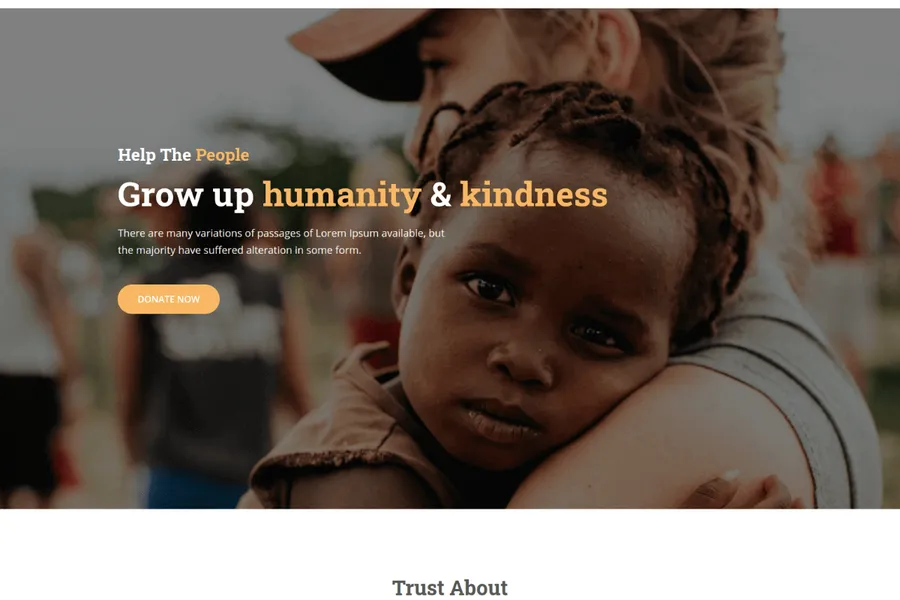 Help The People
Grow up humanity & kindness
There are many variations of passages of Lorem Ipsum available, but
the majority have suffered alteration in some form.
DONATE NOW
Trust About